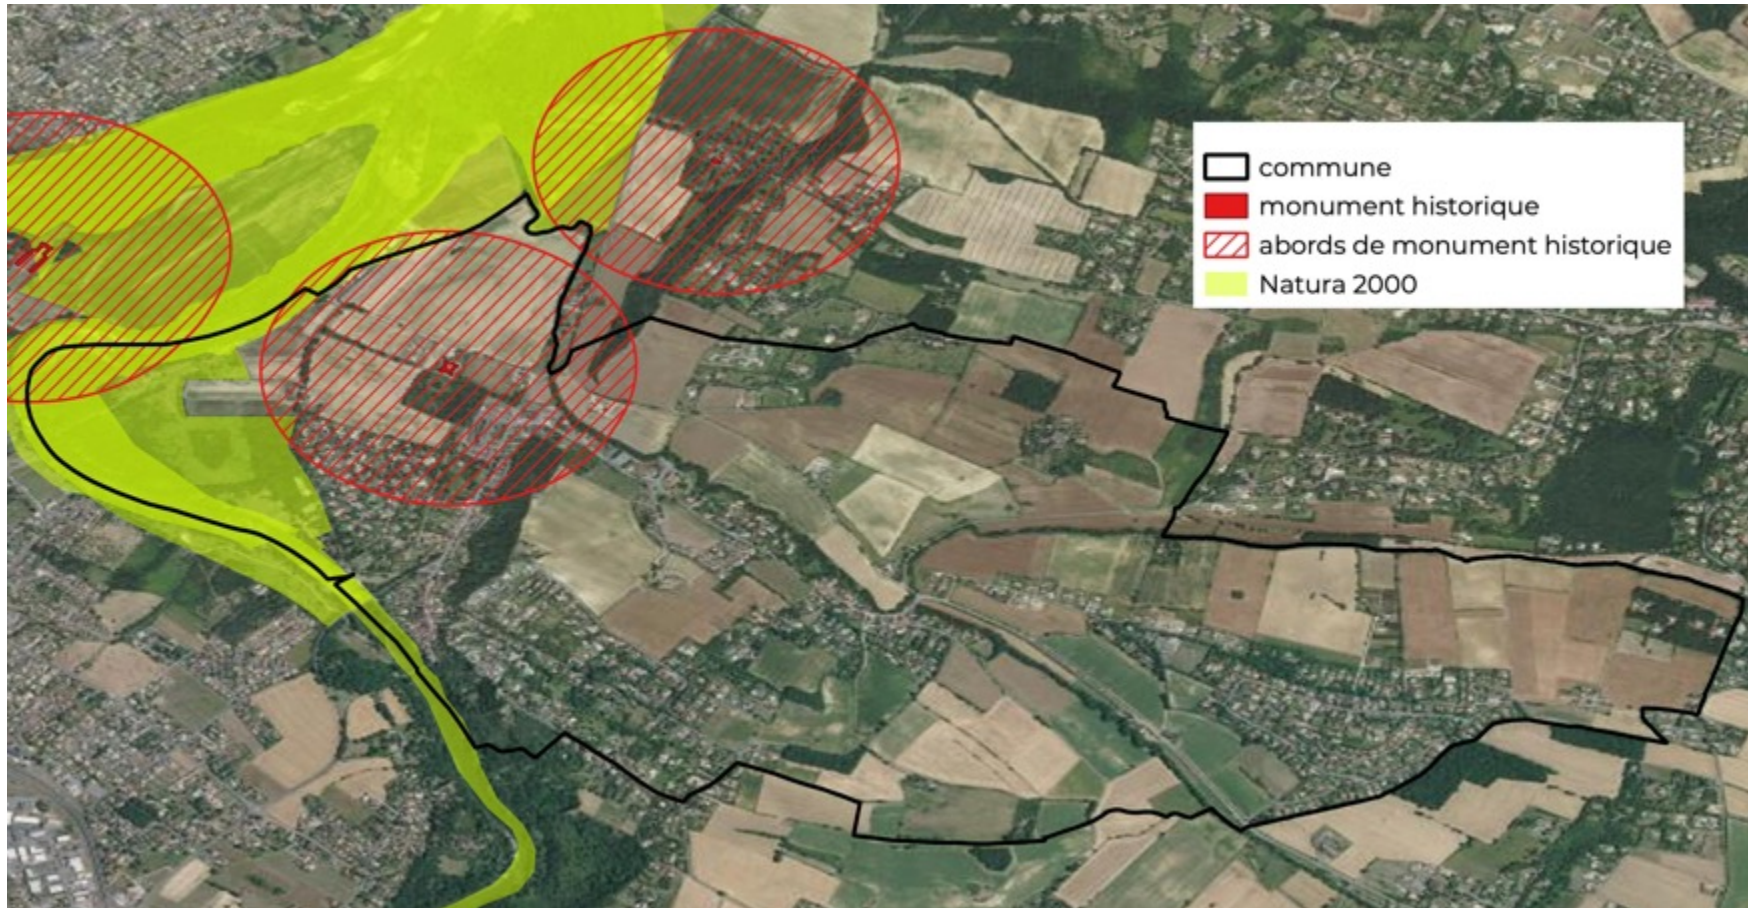 commune
monument historique
abords de monument historique
Natura 2000